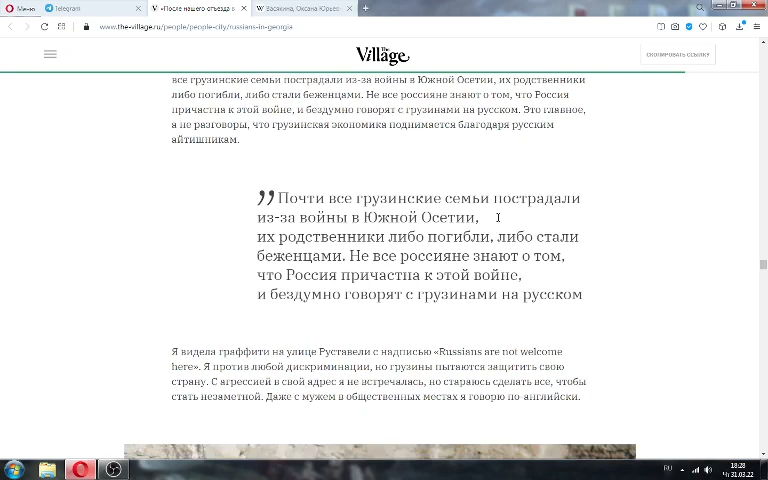 Меню
Telegram
«После нашего отъезда в
Васякина, Оксана Юрьев
www.the-village.ru/people/people-city/russians-in-georgia
The Village
СКОПИРОВАТЬ ССЫЛКУ
все грузинские семьи пострадали из-за войны в Южной Осетии, их родственники
либо погибли, либо стали беженцами. Не все россияне знают о том, что Россия
причастна к этой войне, и бездумно говорят с грузинами на русском. Это главное,
а не разговоры, что грузинская экономика поднимается благодаря русским
айтишникам.
” Почти все грузинские семьи пострадали
из-за войны в Южной Осетии,
их родственники либо погибли, либо стали
беженцами. Не все россияне знают о том,
что Россия причастна к этой войне,
и бездумно говорят с грузинами на русском
Я видела граффити на улице Руставели с надписью «Russians are not welcome
here». Я против любой дискриминации, но грузины пытаются защитить свою
страну. С агрессией в свой адрес я не встречалась, но стараюсь сделать все, чтобы
стать незаметной. Даже с мужем в общественных местах я говорю по-английски.
RU
18:28
Чт 31.03.22